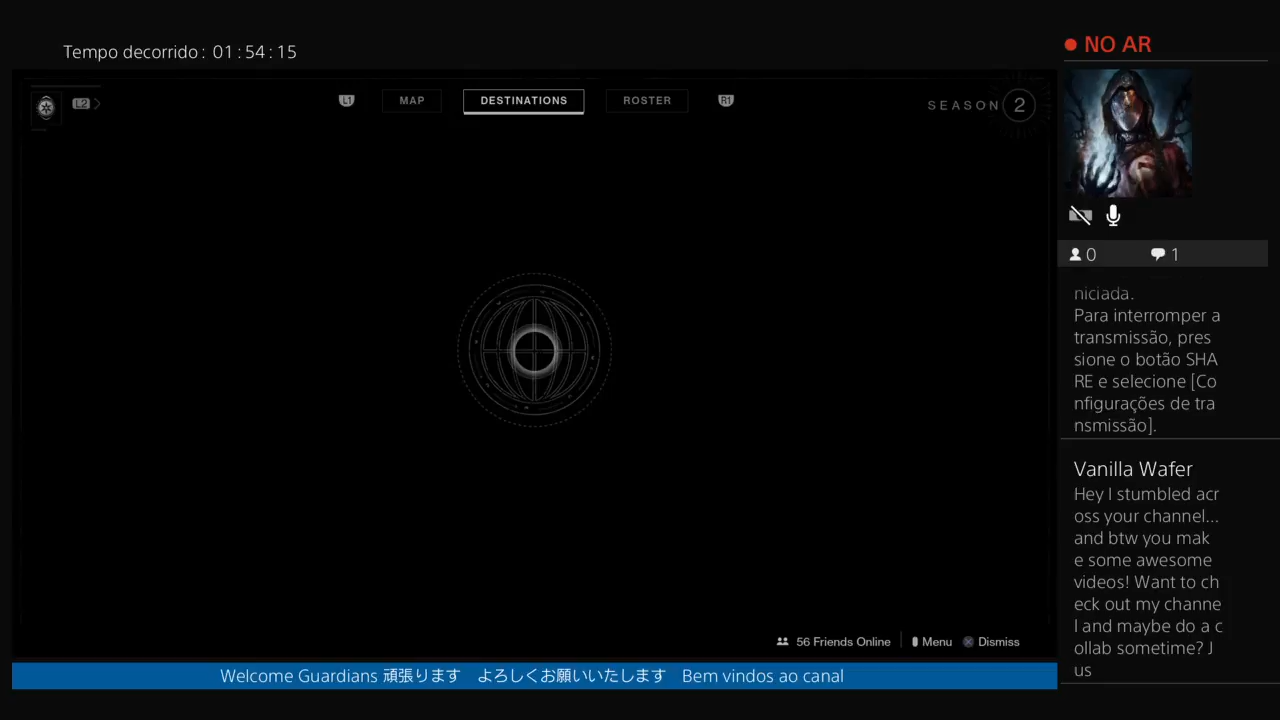 Tempo decorrido: 01:54:15
NO AR
L2
L1
MAP
DESTINATIONS
ROSTER
R1
SEASON 2
0
1
niciada.
Para interromper a
transmissão, pres
sione o botão SHA
RE e selecione [Co
nfigurações de tra
nsmissão].
Vanilla Wafer
Hey I stumbled acr
oss your channel...
and btw you mak
e some awesome
videos! Want to ch
eck out my channe
l and maybe do a c
ollab sometime? J
us
56 Friends Online
Menu
Dismiss
Welcome Guardians 頑張ります よろしくお願いいたします Bem vindos ao canal